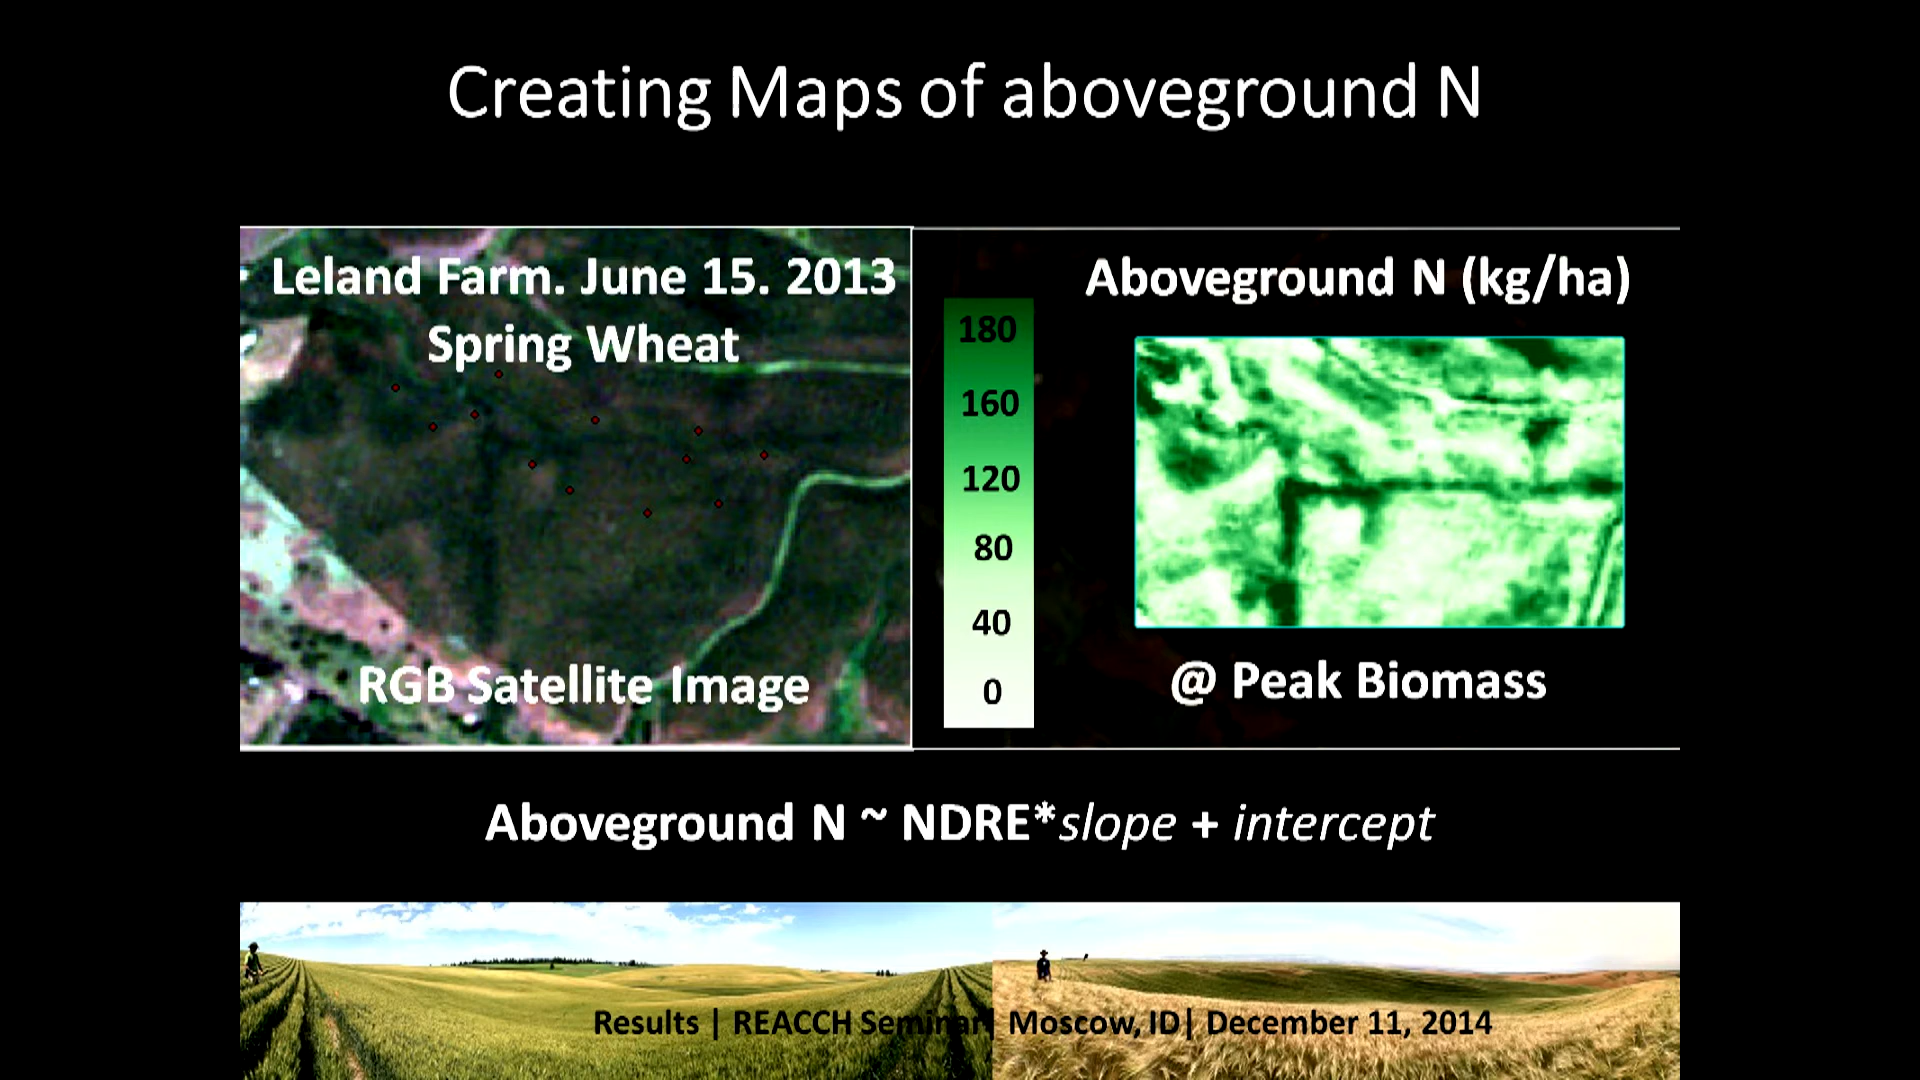 Creating Maps of aboveground N
Leland Farm. June 15. 2013
Spring Wheat
RGB Satellite Image
Aboveground N (kg/ha)
180
160
120
80
40
0
@ Peak Biomass
Aboveground N ~ NDRE*slope + intercept
Results | REACCH Seminar| Moscow, ID| December 11, 2014